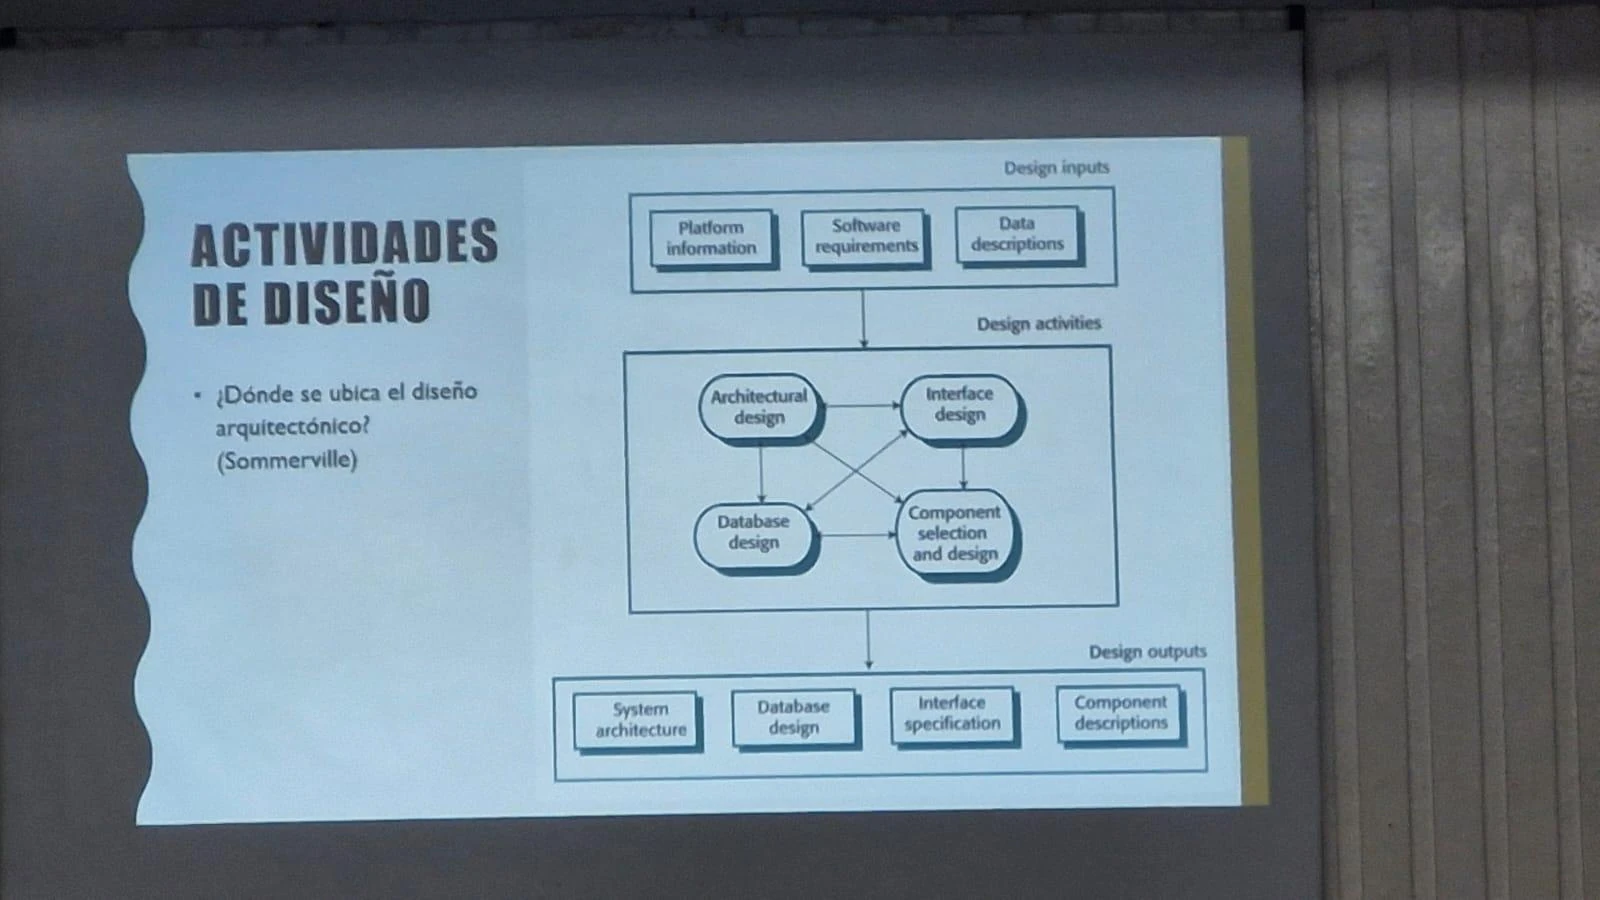 ACTIVIDADES
DE DISEÑO
• ¿Dónde se ubica el diseño
arquitectónico?
(Sommerville)
Design inputs
Platform
information
Software
requirements
Data
descriptions
Design activities
Architectural
design
Interface
design
Database
design
Component
selection
and design
Design outputs
System
architecture
Database
design
Interface
specification
Component
descriptions